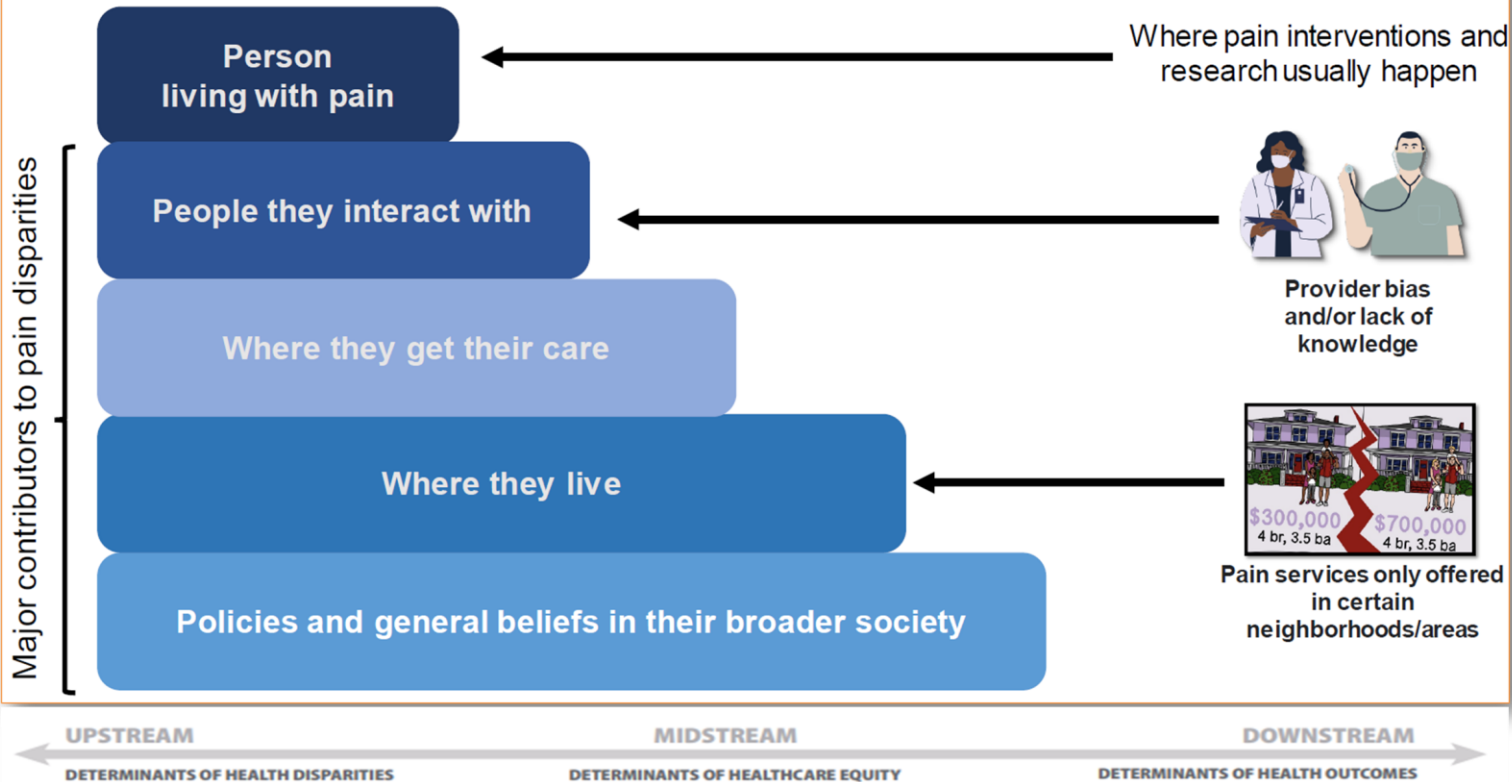 Person
living with pain
Where pain interventions and
research usually happen
Major contributors to pain disparities
People they interact with
Provider bias
and/or lack of
knowledge
Where they get their care
Where they live
$300,000
4 br, 3.5 ba
$700,000
4 br, 3.5 ba
Pain services only offered
in certain
neighborhoods/areas
Policies and general beliefs in their broader society
UPSTREAM
MIDSTREAM
DOWNSTREAM
DETERMINANTS OF HEALTH DISPARITIES
DETERMINANTS OF HEALTHCARE EQUITY
DETERMINANTS OF HEALTH OUTCOMES